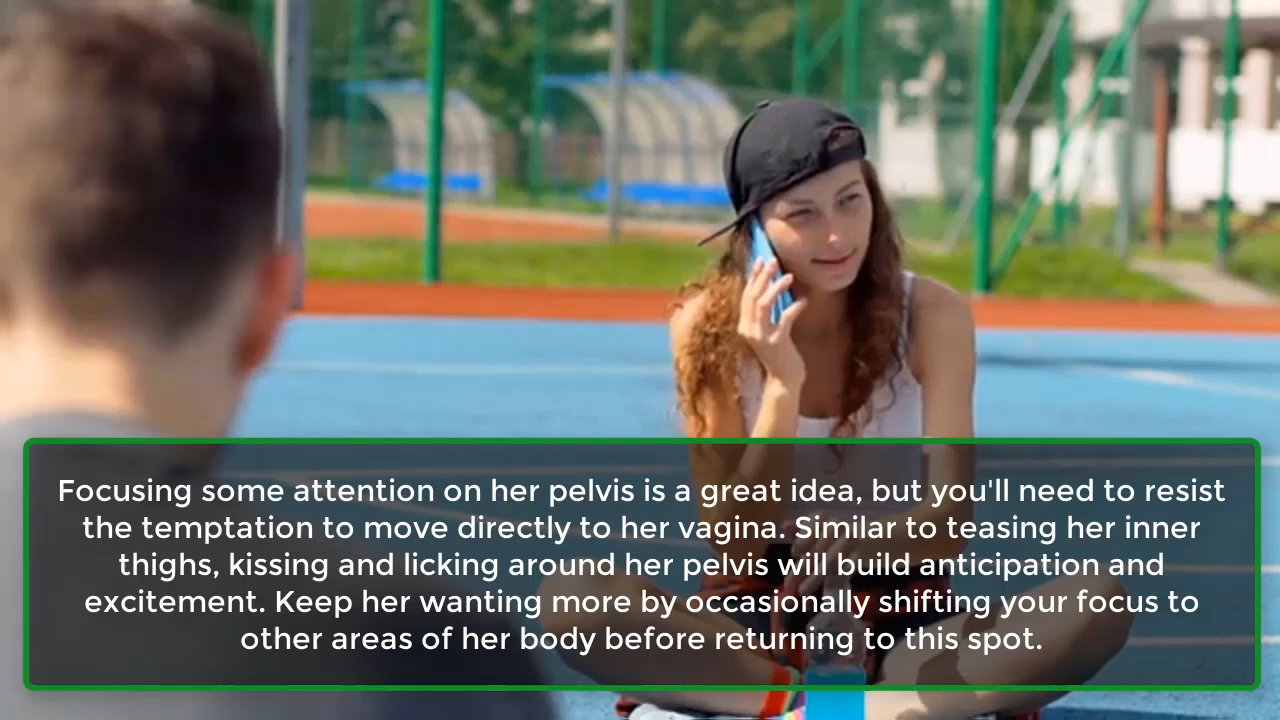 Focusing some attention on her pelvis is a great idea, but you'll need to resist
the temptation to move directly to her vagina. Similar to teasing her inner
thighs, kissing and licking around her pelvis will build anticipation and
excitement. Keep her wanting more by occasionally shifting your focus to
other areas of her body before returning to this spot.